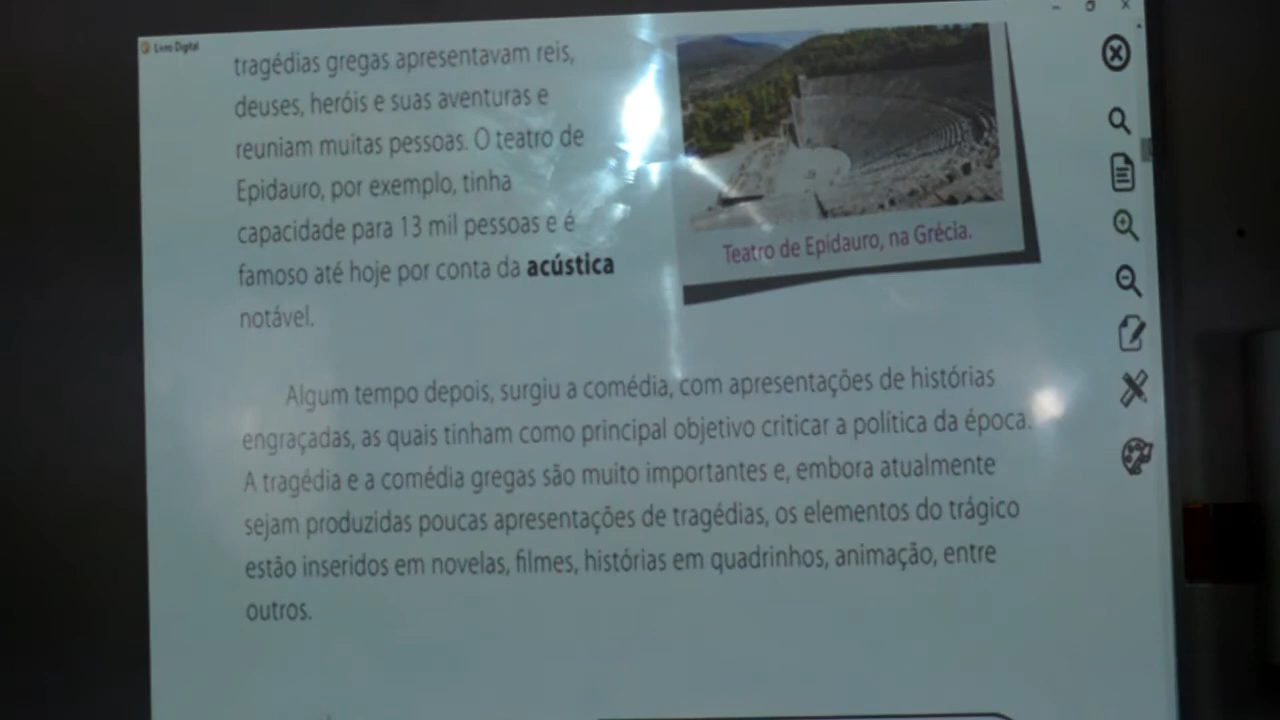 Livro Digital
tragédias gregas apresentavam reis,
deuses, heróis e suas aventuras e
reuniam muitas pessoas. O teatro de
Epidauro, por exemplo, tinha
capacidade para 13 mil pessoas e é
famoso até hoje por conta da acústica
notável.
Teatro de Epidauro, na Grécia.
Algum tempo depois, surgiu a comédia, com apresentações de histórias
engraçadas, as quais tinham como principal objetivo criticar a política da época.
A tragédia e a comédia gregas são muito importantes e, embora atualmente
sejam produzidas poucas apresentações de tragédias, os elementos do trágico
estão inseridos em novelas, filmes, histórias em quadrinhos, animação, entre
outros.